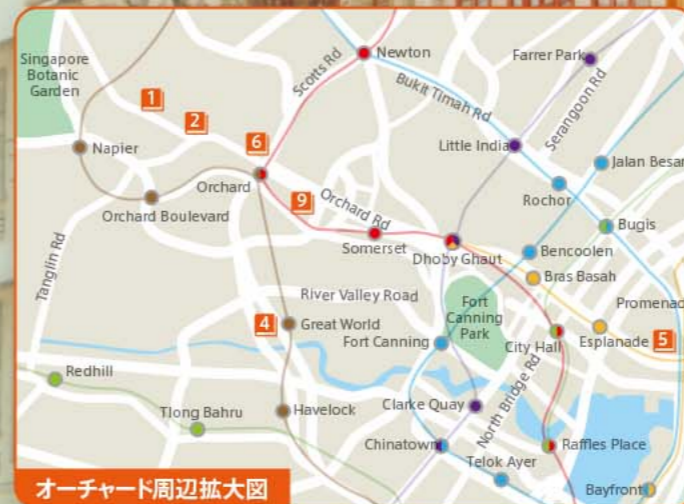 Singapore
Botanic
Garden
1
2
6
9
4
5
Scotts Rd
Newton
Farrer Park
Bukit Timah Rd
Serangoon Rd
Little India
Jalan Besar
Napier
Orchard
Orchard Boulevard
Orchard Rd
Rochor
Bugis
Somerset
Dhoby Ghaut
Bencoolen
Bras Basah
Tanglin Rd
River Valley Road
Fort
Canning
Park
Promenad
Great World
Fort Canning
City Hall
Esplanade
Redhill
Tlong Bahru
Havelock
Clarke Quay
North Bridge Rd
Chinatown
Raffles Place
Telok Ayer
Bayfront
オーチャード周辺拡大図